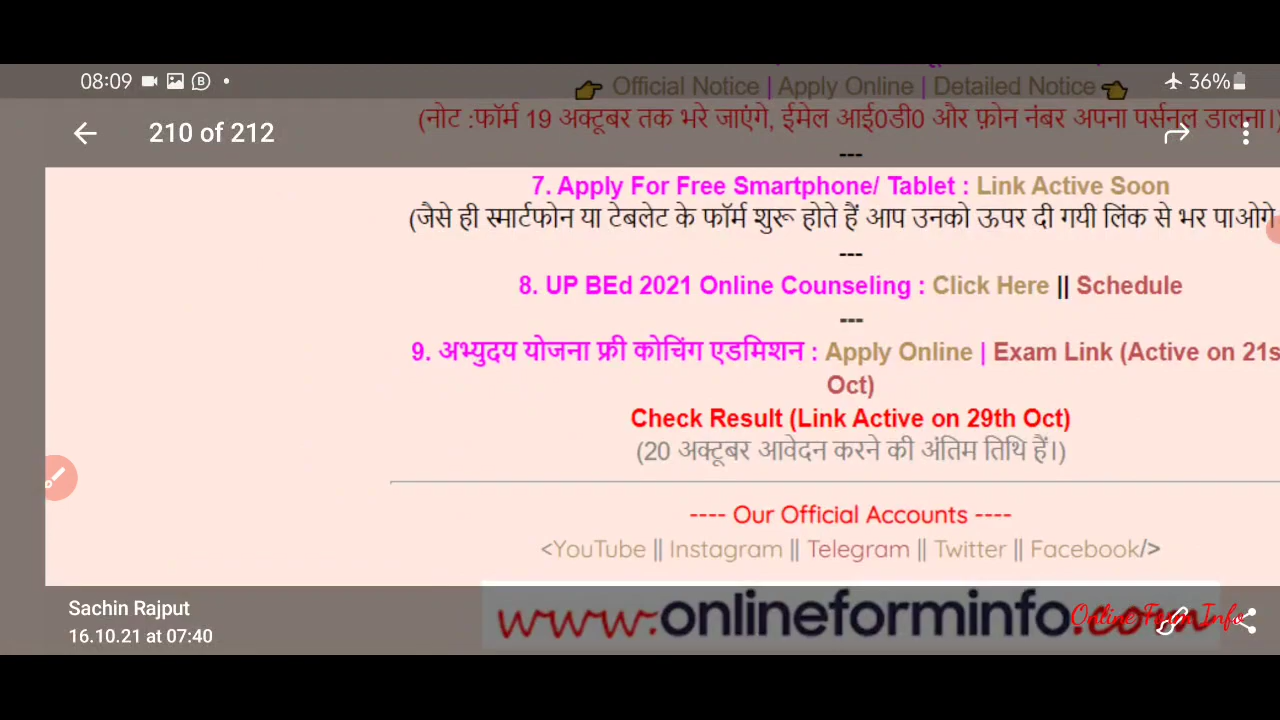 08:09
36%
👉 Official Notice | Apply Online | Detailed Notice 👈
210 of 212
(नोट :फॉर्म 19 अक्टूबर तक भरे जाएंगे, ईमेल आई0डी0 और फ़ोन नंबर अपना पर्सनल डालना।)
---
7. Apply For Free Smartphone/ Tablet : Link Active Soon
(जैसे ही स्मार्टफोन या टेबलेट के फॉर्म शुरू होते हैं आप उनको ऊपर दी गयी लिंक से भर पाओगे
---
8. UP BEd 2021 Online Counseling : Click Here || Schedule
---
9. अभ्युदय योजना फ्री कोचिंग एडमिशन : Apply Online | Exam Link (Active on 21s
Oct)
Check Result (Link Active on 29th Oct)
(20 अक्टूबर आवेदन करने की अंतिम तिथि हैं।)
---- Our Official Accounts ----
<YouTube || Instagram || Telegram || Twitter || Facebook/>
Sachin Rajput
16.10.21 at 07:40
www.onlineforminfo.com
Online Form Info